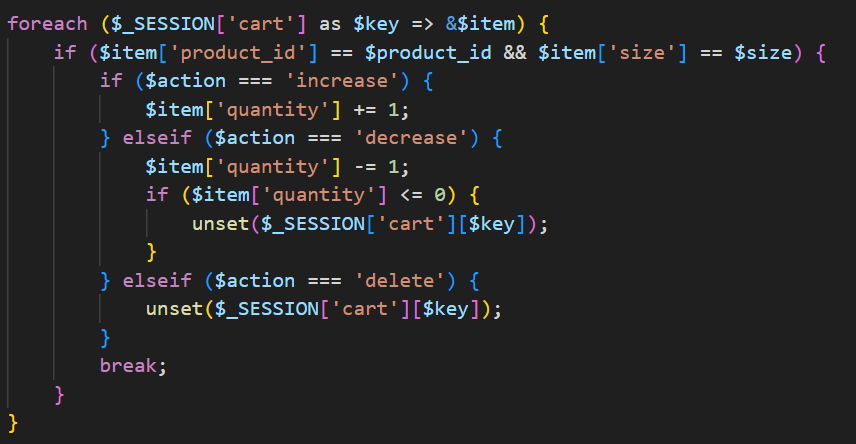 foreach ($_SESSION['cart'] as $key => &$item) {
    if ($item['product_id'] == $product_id && $item['size'] == $size) {
        if ($action === 'increase') {
            $item['quantity'] += 1;
        } elseif ($action === 'decrease') {
            $item['quantity'] -= 1;
            if ($item['quantity'] <= 0) {
                unset($_SESSION['cart'][$key]);
            }
        } elseif ($action === 'delete') {
            unset($_SESSION['cart'][$key]);
        }
        break;
    }
}